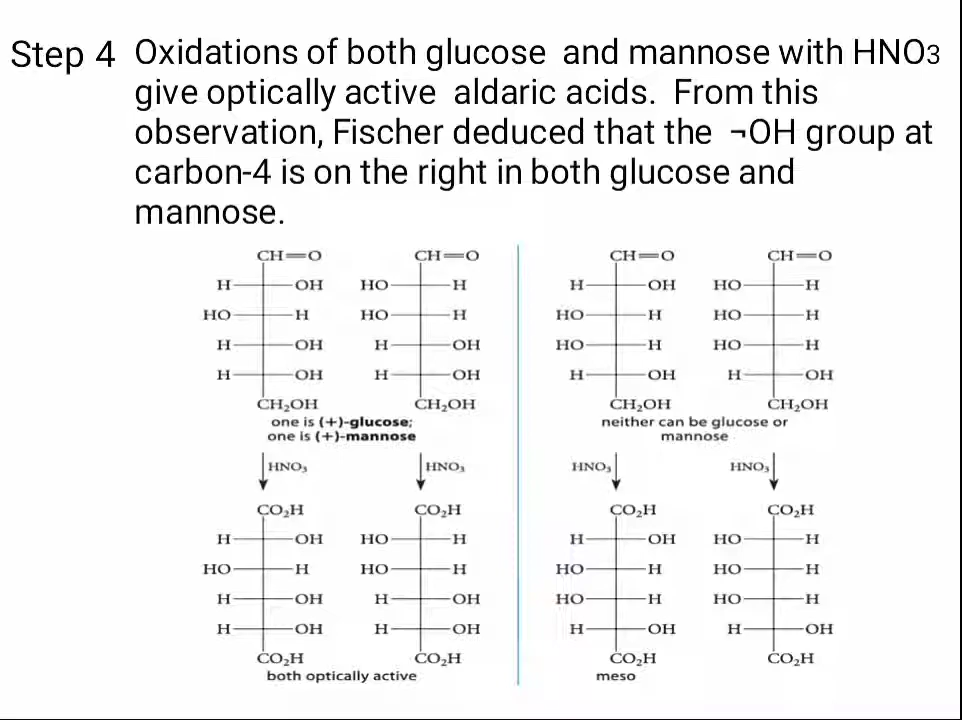 Step 4 Oxidations of both glucose and mannose with HNO3
give optically active aldaric acids. From this
observation, Fischer deduced that the ¬OH group at
carbon-4 is on the right in both glucose and
mannose.
CH=O CH=O CH=O CH=O
H OH HO H H OH HO H
HO H HO H HO H HO H
H OH H OH HO H HO H
H OH H OH H OH H OH
CH₂OH CH₂OH CH₂OH CH₂OH
one is (+)-glucose; neither can be glucose or
one is (+)-mannose mannose
HNO₃ HNO₃ HNO₃ HNO₃
CO₂H CO₂H CO₂H CO₂H
H OH HO H H OH HO H
HO H HO H HO H HO H
H OH H OH HO H HO H
H OH H OH H OH H OH
CO₂H CO₂H CO₂H CO₂H
both optically active meso